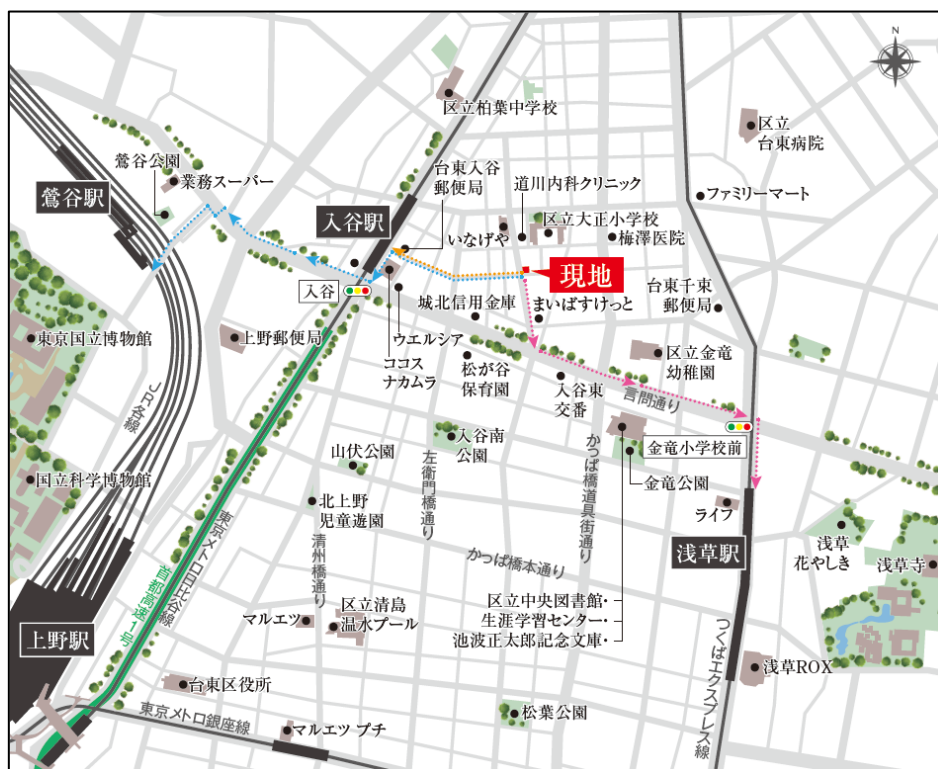 区立柏葉中学校
区立
台東病院
鶯谷公園
業務スーパー
台東入谷
郵便局
道川内科クリニック
鶯谷駅
ファミリーマート
入谷駅
いなげや
区立大正小学校
梅澤医院
現地
入谷
城北信用金庫
まいばすけっと
台東千束
郵便局
東京国立博物館
上野郵便局
ウエルシア
ココス
ナカムラ
松が谷
保育園
入谷東
交番
区立金竜
幼稚園
言問通り
JR各線
金竜小学校前
入谷南
公園
山伏公園
左衛門橋通り
かっぱ橋道具街通り
金竜公園
国立科学博物館
北上野
児童遊園
ライフ
清州橋通り
浅草駅
浅草
花やしき
浅草寺
東京メトロ日比谷線
首都高速1号
かっぱ橋本通り
区立中央図書館
生涯学習センター
池波正太郎記念文庫
マルエツ
区立清島
温水プール
上野駅
つくばエクスプレス線
浅草ROX
台東区役所
東京メトロ銀座線
マルエツ プチ
松葉公園